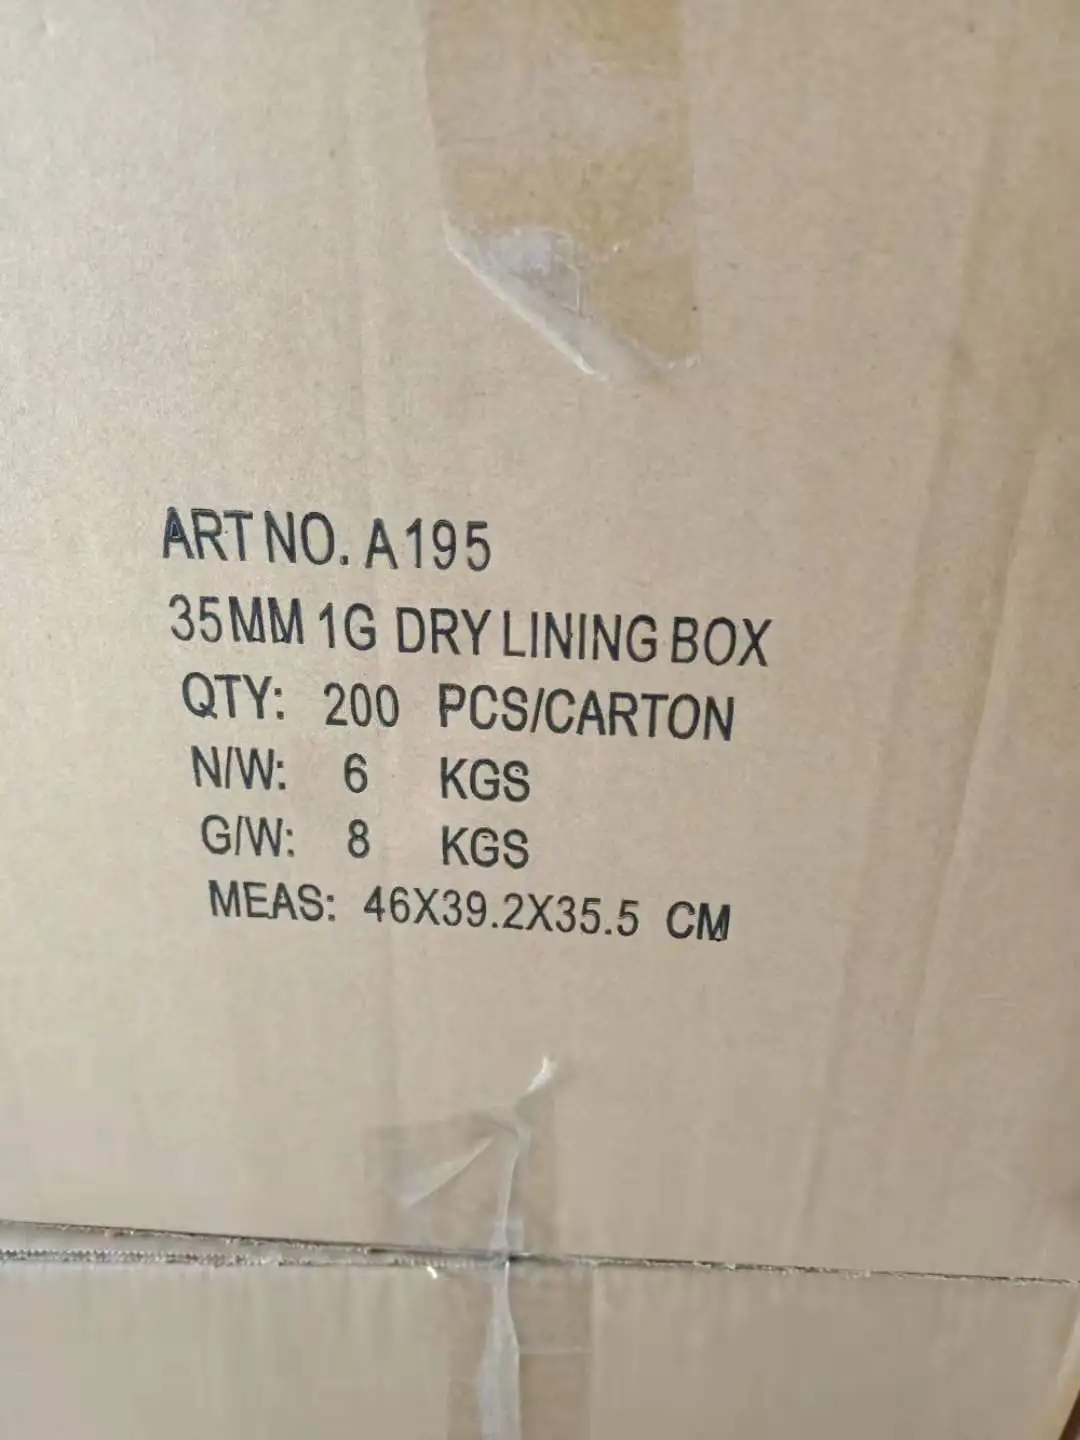 ART NO. A195
35MM 1G DRY LINING BOX
QTY: 200 PCS/CARTON
N/W: 6 KGS
G/W: 8 KGS
MEAS: 46X39.2X35.5 CM